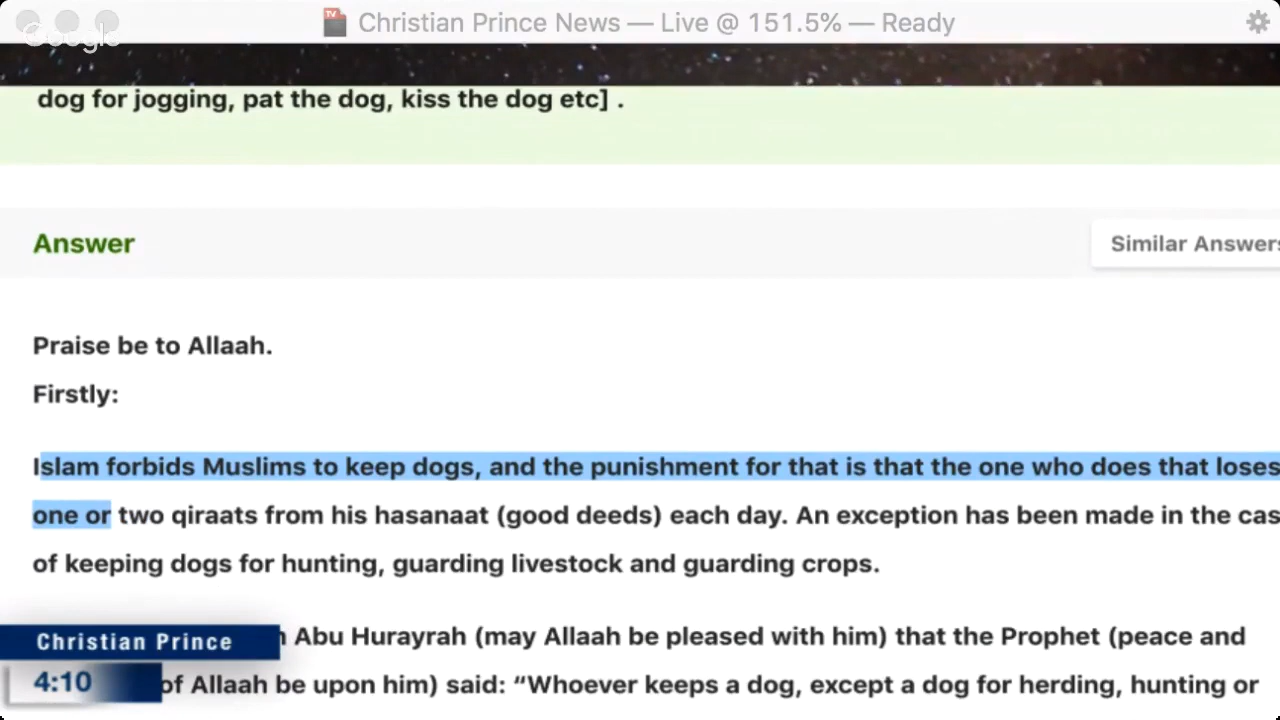 Christian Prince News — Live @ 151.5% — Ready
Google
dog for jogging, pat the dog, kiss the dog etc] .
Answer
Similar Answers
Praise be to Allaah.
Firstly:
Islam forbids Muslims to keep dogs, and the punishment for that is that the one who does that loses
one or two qiraats from his hasanaat (good deeds) each day. An exception has been made in the cas
of keeping dogs for hunting, guarding livestock and guarding crops.
Abu Hurayrah (may Allaah be pleased with him) that the Prophet (peace and
Christian Prince
of Allaah be upon him) said: “Whoever keeps a dog, except a dog for herding, hunting or
4:10